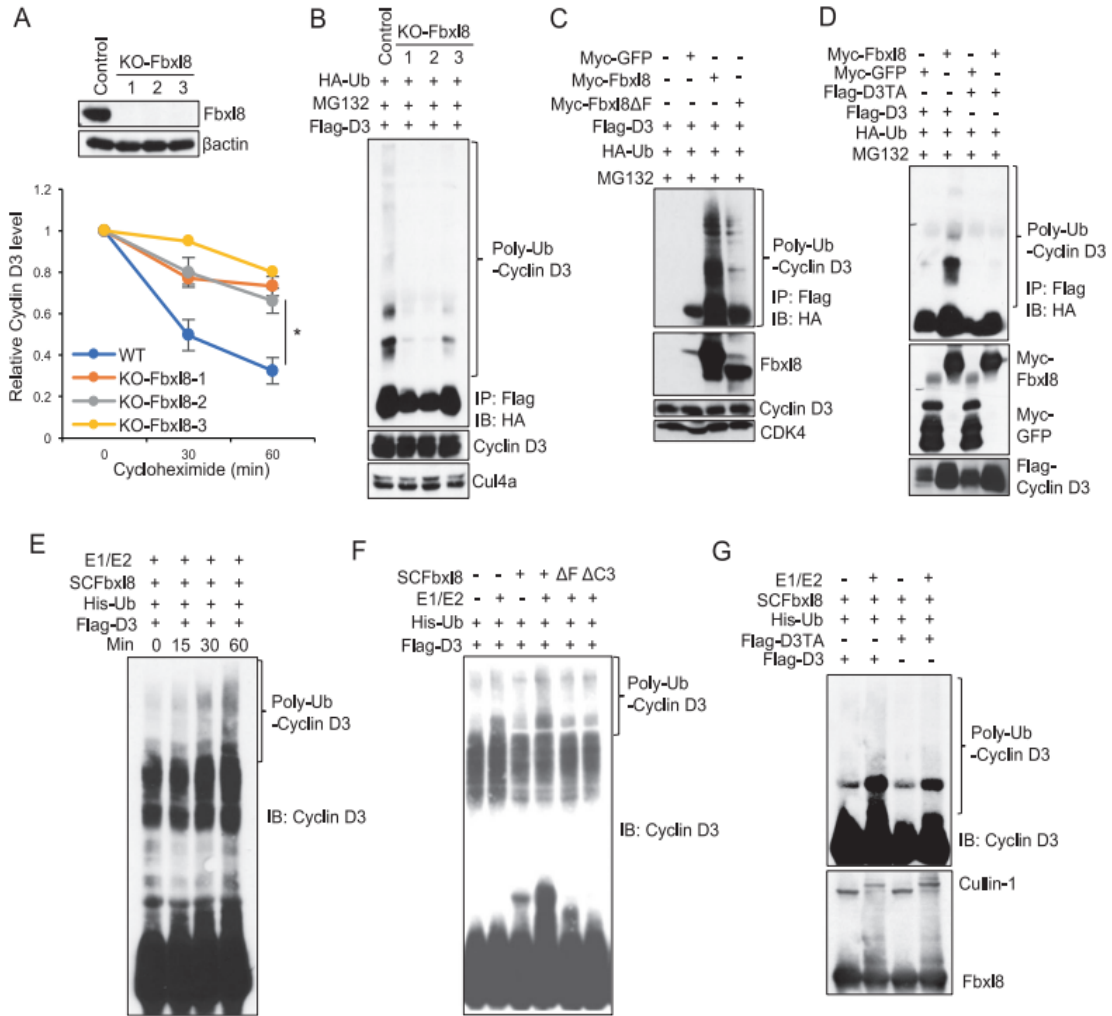 A
Control
KO-Fbxl8
1 2 3
Fbxl8
βactin
Relative Cyclin D3 level
1.2
1
0.8
0.6
0.4
0.2
0
*
WT
KO-Fbxl8-1
KO-Fbxl8-2
KO-Fbxl8-3
0 30 60
Cycloheximide (min)
B
Control
KO-Fbxl8
1 2 3
HA-Ub + + + +
MG132 + + + +
Flag-D3 + + + +
Poly-Ub
-Cyclin D3
IP: Flag
IB: HA
Cyclin D3
Cul4a
C
Myc-GFP - + - -
Myc-Fbxl8 - - + -
Myc-Fbxl8ΔF - - - +
Flag-D3 + + + +
HA-Ub + + + +
MG132 + + + +
Poly-Ub
-Cyclin D3
IP: Flag
IB: HA
Fbxl8
Cyclin D3
CDK4
D
Myc-Fbxl8 - + - +
Myc-GFP + - + -
Flag-D3TA - - + +
Flag-D3 + + - -
HA-Ub + + + +
MG132 + + + +
Poly-Ub
-Cyclin D3
IP: Flag
IB: HA
Myc-
Fbxl8
Myc-
GFP
Flag-
Cyclin D3
E
E1/E2 + + + +
SCFbxl8 + + + +
His-Ub + + + +
Flag-D3 + + + +
Min 0 15 30 60
Poly-Ub
-Cyclin D3
IB: Cyclin D3
F
SCFbxl8 - - + + ΔF ΔC3
E1/E2 - + - + + +
His-Ub + + + + + +
Flag-D3 + + + + + +
Poly-Ub
-Cyclin D3
IB: Cyclin D3
G
E1/E2 - + - +
SCFbxl8 + + + +
His-Ub + + + +
Flag-D3TA - - + +
Flag-D3 + + - -
Poly-Ub
-Cyclin D3
IB: Cyclin D3
Cullin-1
Fbxl8